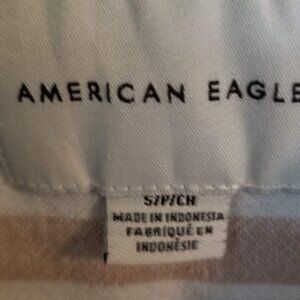 AMERICAN EAGLE
S/P/CH
MADE IN INDONESIA
FABRIQUÉ EN
INDONÉSIE